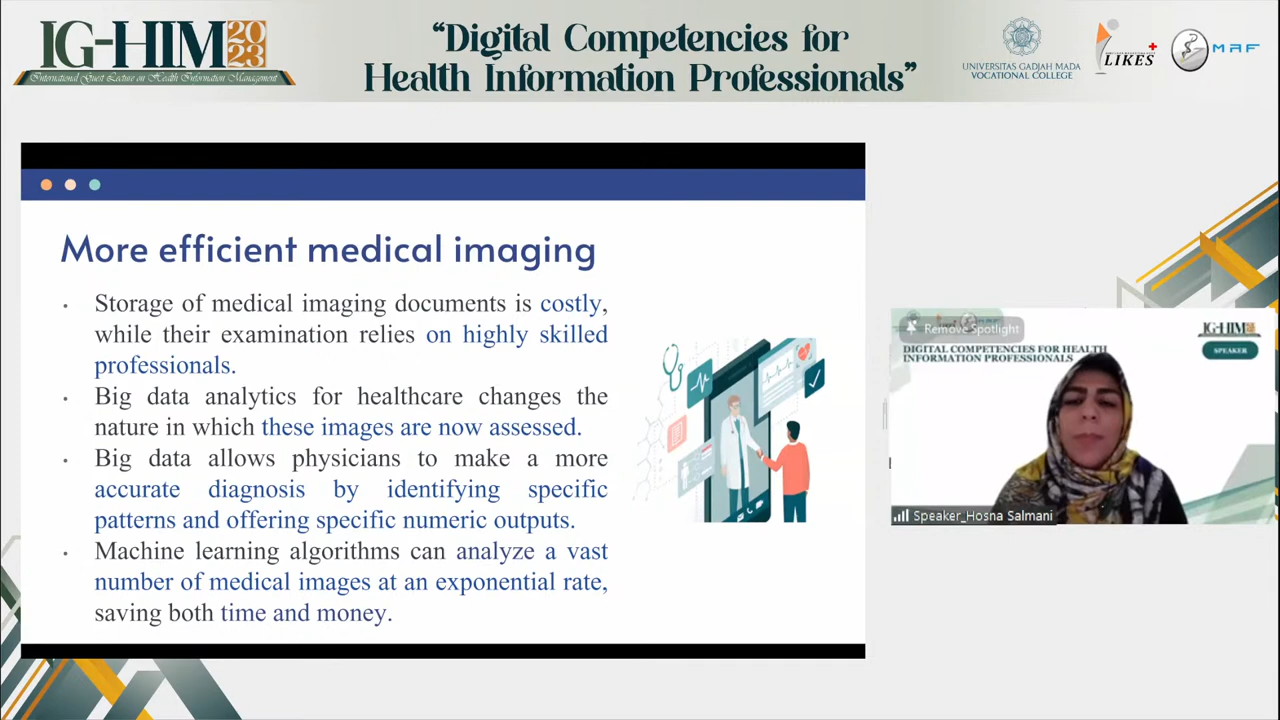 IG-HIM 2023
International Guest Lecture on Health Information Management
“Digital Competencies for
Health Information Professionals”
UNIVERSITAS GADJAH MADA
VOCATIONAL COLLEGE
LIKES
MAF
More efficient medical imaging
• Storage of medical imaging documents is costly,
while their examination relies on highly skilled
professionals.
• Big data analytics for healthcare changes the
nature in which these images are now assessed.
• Big data allows physicians to make a more
accurate diagnosis by identifying specific
patterns and offering specific numeric outputs.
• Machine learning algorithms can analyze a vast
number of medical images at an exponential rate,
saving both time and money.
Remove Spotlight
IG-HIM
SPEAKER
DIGITAL COMPETENCIES FOR HEALTH
INFORMATION PROFESSIONALS
Speaker_Hosna Salmani